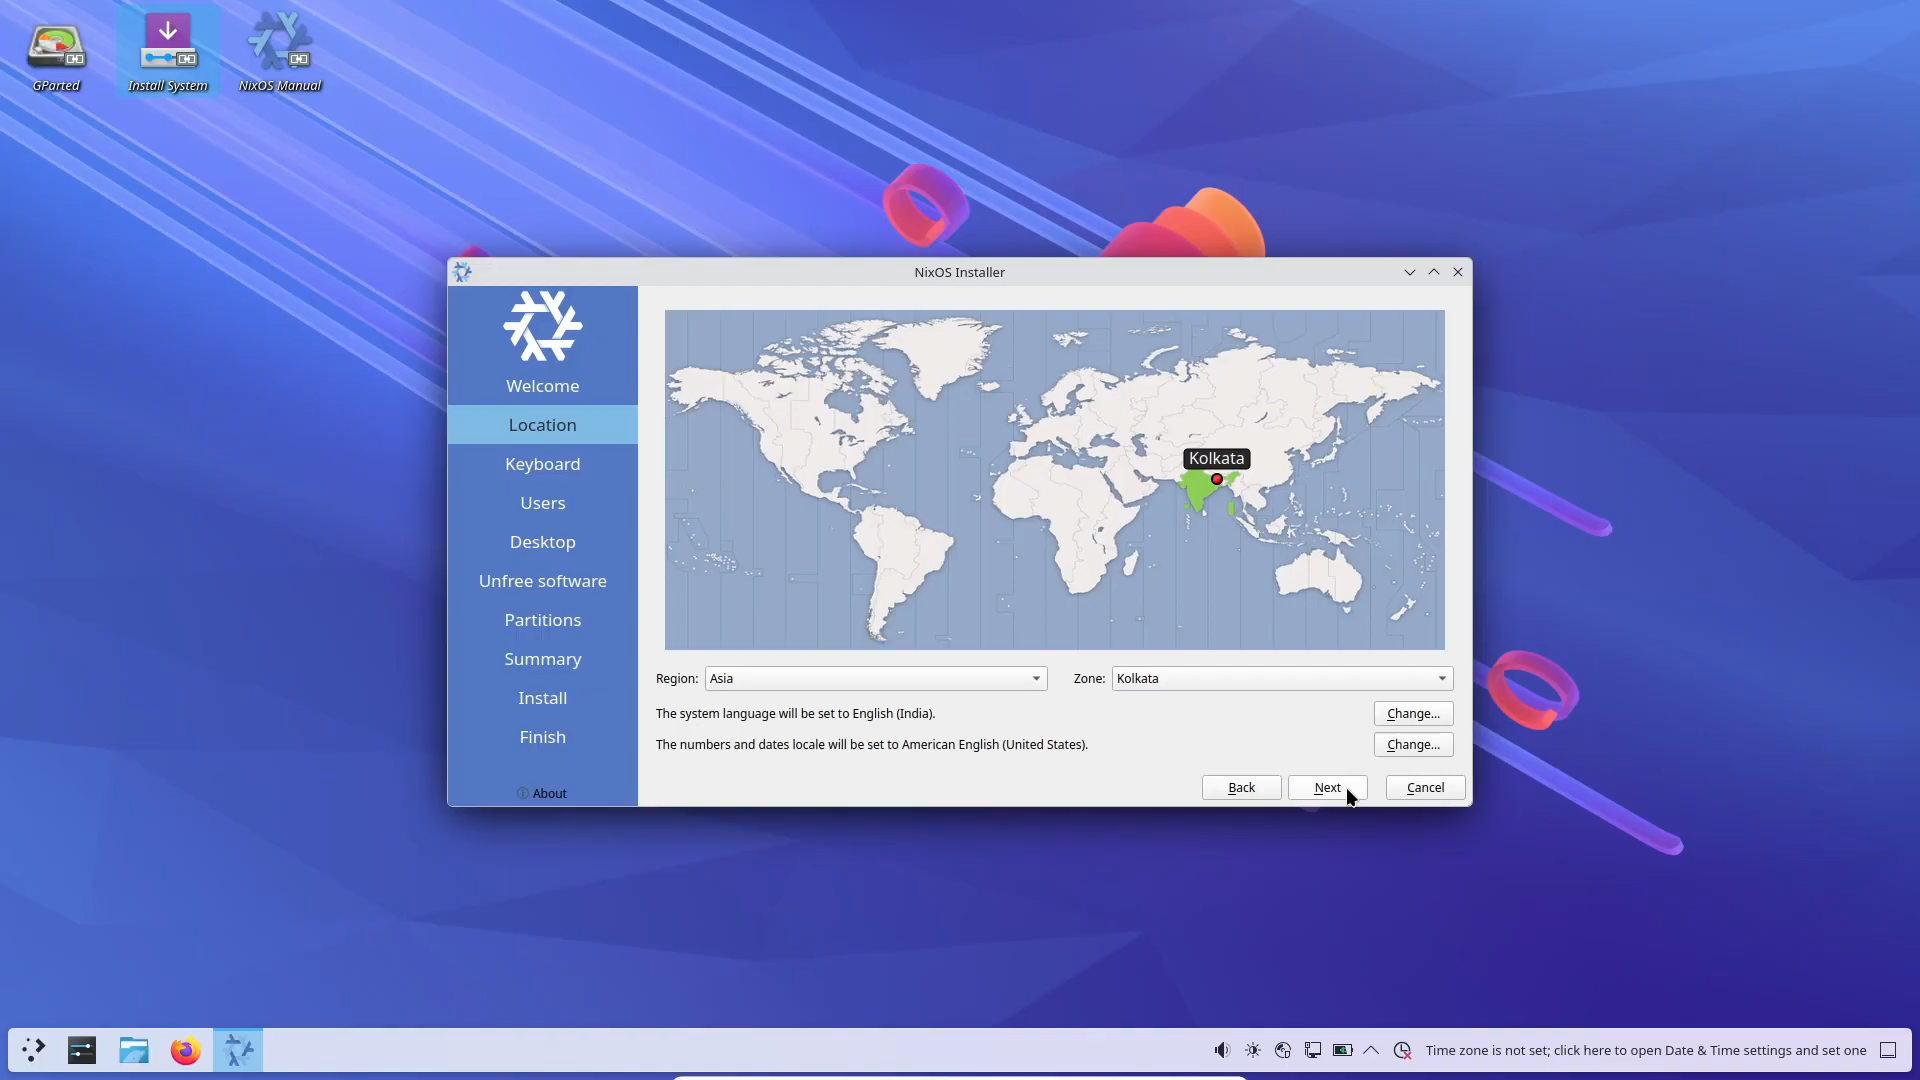 GParted
Install System
NixOS Manual
NixOS Installer
Welcome
Location
Keyboard
Users
Desktop
Unfree software
Partitions
Summary
Install
Finish
About
Kolkata
Region: Asia
Zone: Kolkata
The system language will be set to English (India). Change...
The numbers and dates locale will be set to American English (United States). Change...
Back Next Cancel
Time zone is not set; click here to open Date & Time settings and set one